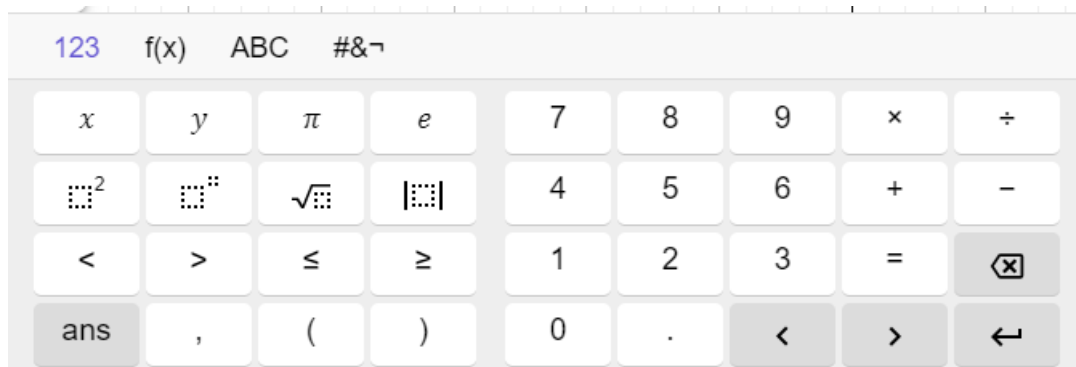 123 f(x) ABC #&¬
x y π e 7 8 9 × ÷
⬚² ⬚⬚ √⬚ |⬚| 4 5 6 + −
< > ≤ ≥ 1 2 3 = ⌫
ans , ( ) 0 . < > ↵